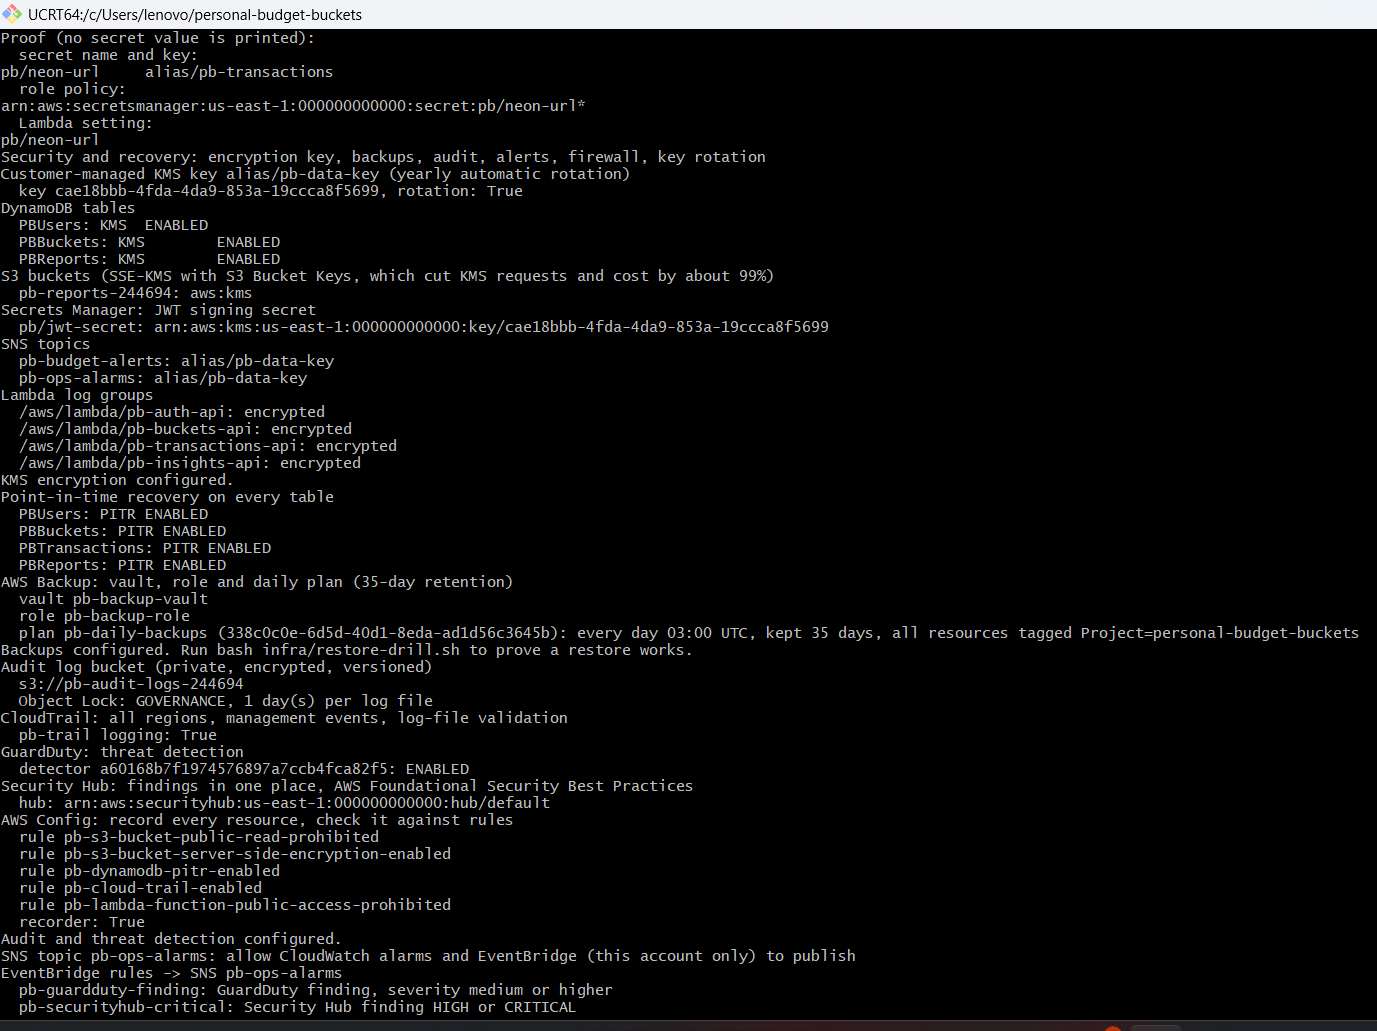 UCRT64:/c/Users/lenovo/personal-budget-buckets
Proof (no secret value is printed):
  secret name and key:
pb/neon-url     alias/pb-transactions
  role policy:
arn:aws:secretsmanager:us-east-1:000000000000:secret:pb/neon-url*
  Lambda setting:
pb/neon-url
Security and recovery: encryption key, backups, audit, alerts, firewall, key rotation
Customer-managed KMS key alias/pb-data-key (yearly automatic rotation)
  key cae18bbb-4fda-4da9-853a-19ccca8f5699, rotation: True
DynamoDB tables
  PBUsers: KMS  ENABLED
  PBBuckets: KMS        ENABLED
  PBReports: KMS        ENABLED
S3 buckets (SSE-KMS with S3 Bucket Keys, which cut KMS requests and cost by about 99%)
  pb-reports-244694: aws:kms
Secrets Manager: JWT signing secret
  pb/jwt-secret: arn:aws:kms:us-east-1:000000000000:key/cae18bbb-4fda-4da9-853a-19ccca8f5699
SNS topics
  pb-budget-alerts: alias/pb-data-key
  pb-ops-alarms: alias/pb-data-key
Lambda log groups
  /aws/lambda/pb-auth-api: encrypted
  /aws/lambda/pb-buckets-api: encrypted
  /aws/lambda/pb-transactions-api: encrypted
  /aws/lambda/pb-insights-api: encrypted
KMS encryption configured.
Point-in-time recovery on every table
  PBUsers: PITR ENABLED
  PBBuckets: PITR ENABLED
  PBTransactions: PITR ENABLED
  PBReports: PITR ENABLED
AWS Backup: vault, role and daily plan (35-day retention)
  vault pb-backup-vault
  role pb-backup-role
  plan pb-daily-backups (338c0c0e-6d5d-40d1-8eda-ad1d56c3645b): every day 03:00 UTC, kept 35 days, all resources tagged Project=personal-budget-buckets
Backups configured. Run bash infra/restore-drill.sh to prove a restore works.
Audit log bucket (private, encrypted, versioned)
  s3://pb-audit-logs-244694
  Object Lock: GOVERNANCE, 1 day(s) per log file
CloudTrail: all regions, management events, log-file validation
  pb-trail logging: True
GuardDuty: threat detection
  detector a60168b7f1974576897a7ccb4fca82f5: ENABLED
Security Hub: findings in one place, AWS Foundational Security Best Practices
  hub: arn:aws:securityhub:us-east-1:000000000000:hub/default
AWS Config: record every resource, check it against rules
  rule pb-s3-bucket-public-read-prohibited
  rule pb-s3-bucket-server-side-encryption-enabled
  rule pb-dynamodb-pitr-enabled
  rule pb-cloud-trail-enabled
  rule pb-lambda-function-public-access-prohibited
  recorder: True
Audit and threat detection configured.
SNS topic pb-ops-alarms: allow CloudWatch alarms and EventBridge (this account only) to publish
EventBridge rules -> SNS pb-ops-alarms
  pb-guardduty-finding: GuardDuty finding, severity medium or higher
  pb-securityhub-critical: Security Hub finding HIGH or CRITICAL